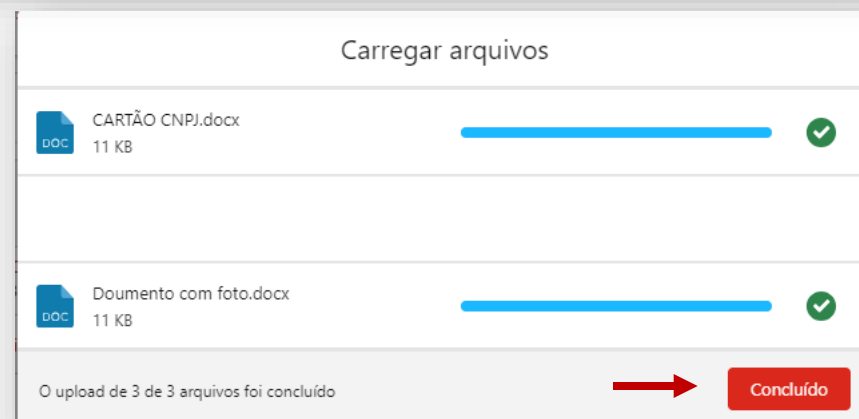 Carregar arquivos
CARTÃO CNPJ.docx
DOC
11 KB
Doumento com foto.docx
DOC
11 KB
O upload de 3 de 3 arquivos foi concluído
Concluído